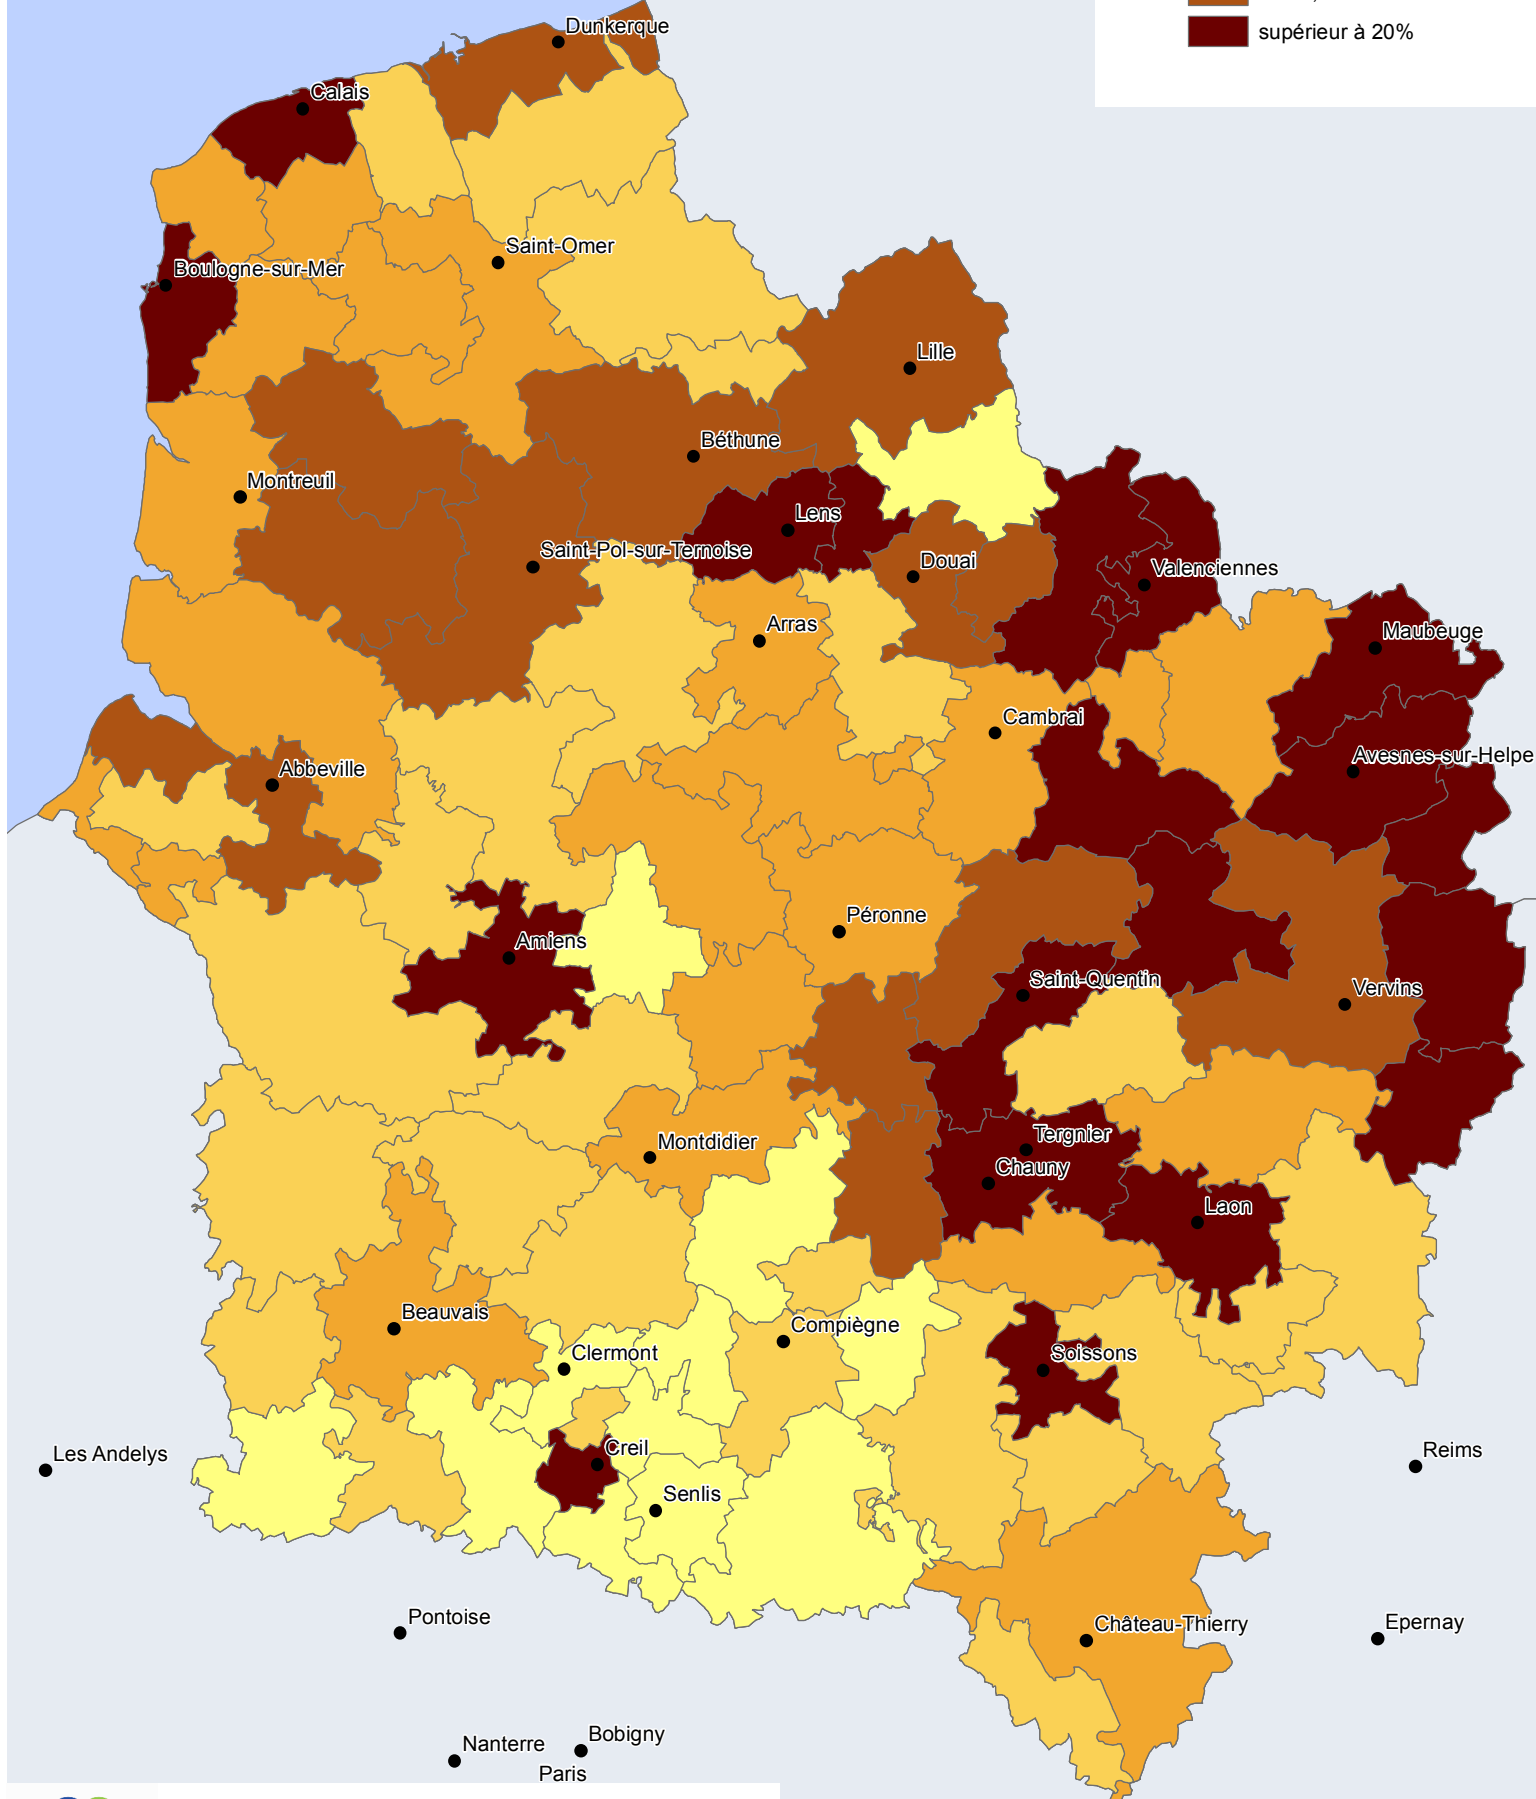 Dunkerque
supérieur à 20%
Calais
Saint-Omer
Boulogne-sur-Mer
Lille
Béthune
Montreuil
Lens
Saint-Pol-sur-Ternoise
Douai
Valenciennes
Arras
Maubeuge
Cambrai
Avesnes-sur-Helpe
Abbeville
Péronne
Amiens
Saint-Quentin
Vervins
Tergnier
Montdidier
Chauny
Laon
Beauvais
Compiègne
Clermont
Soissons
Creil
Les Andelys
Reims
Senlis
Pontoise
Château-Thierry
Epernay
Bobigny
Nanterre
Paris